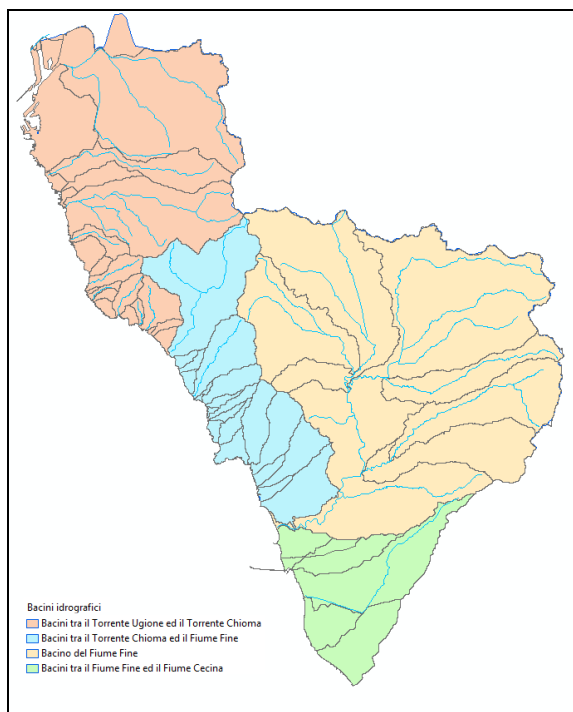 Bacini idrografici
Bacini tra il Torrente Ugione ed il Torrente Chioma
Bacini tra il Torrente Chioma ed il Fiume Fine
Bacino del Fiume Fine
Bacini tra il Fiume Fine ed il Fiume Cecina